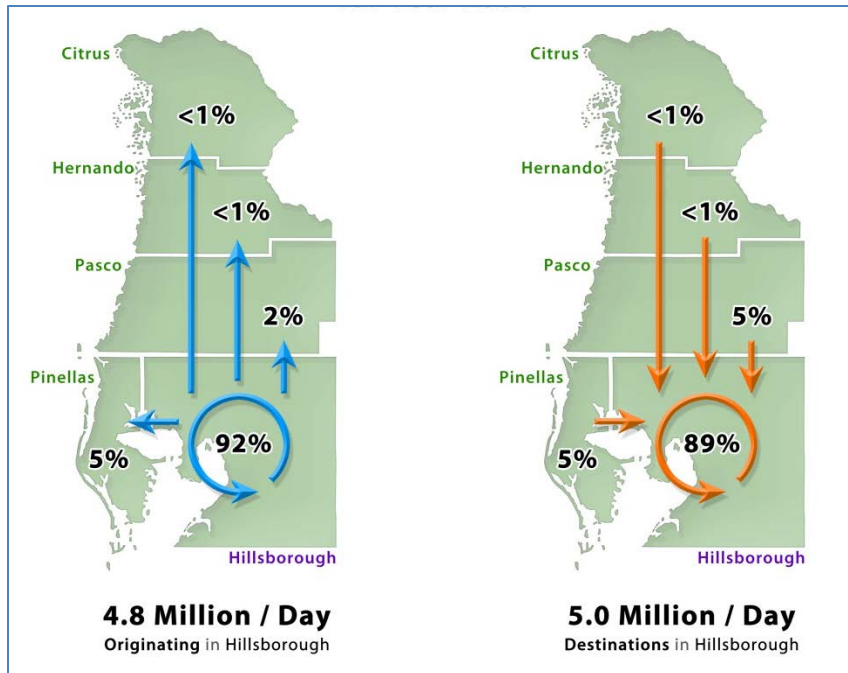 Citrus
<1%
Hernando
<1%
Pasco
2%
Pinellas
92%
5%
Hillsborough
4.8 Million / Day
Originating in Hillsborough
Citrus
<1%
Hernando
<1%
Pasco
5%
Pinellas
89%
5%
Hillsborough
5.0 Million / Day
Destinations in Hillsborough